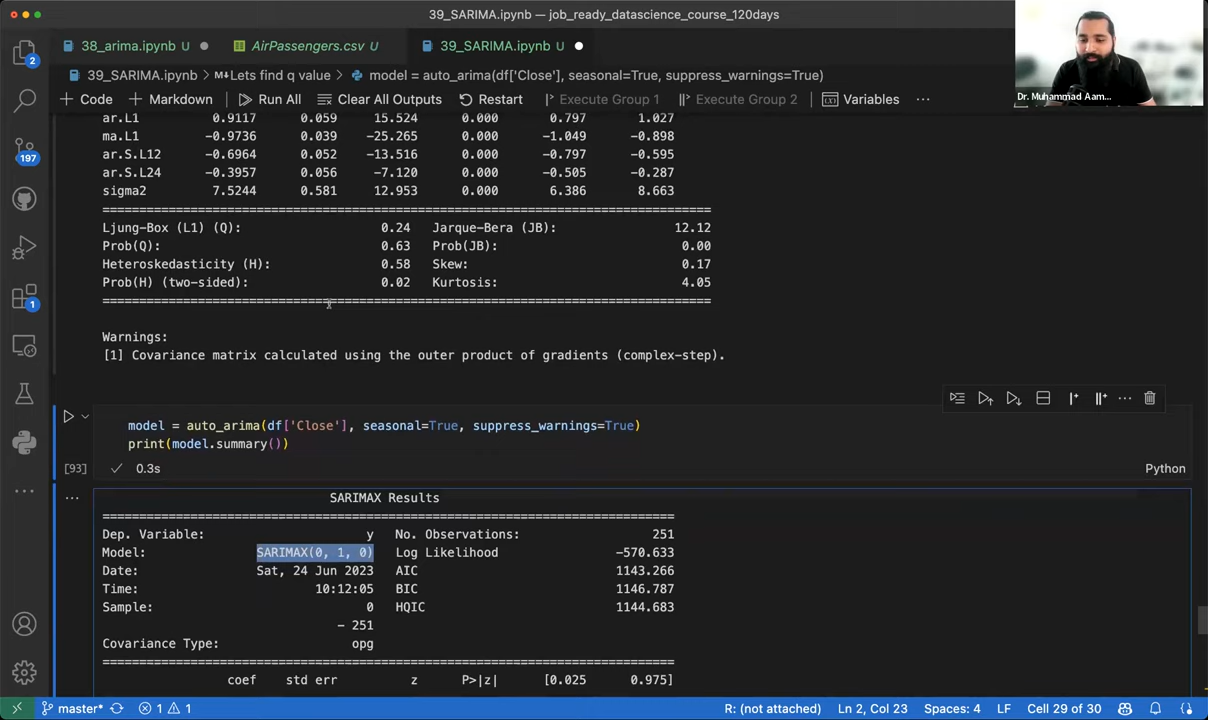 39_SARIMA.ipynb — job_ready_datascience_course_120days
38_arima.ipynb U
AirPassengers.csv U
39_SARIMA.ipynb U
39_SARIMA.ipynb > M↓Lets find q value > model = auto_arima(df['Close'], seasonal=True, suppress_warnings=True)
+ Code + Markdown Run All Clear All Outputs Restart Execute Group 1 Execute Group 2 Variables ...
Dr. Muhammad Aam...
ar.L1 0.9117 0.059 15.524 0.000 0.797 1.027
ma.L1 -0.9736 0.039 -25.265 0.000 -1.049 -0.898
ar.S.L12 -0.6964 0.052 -13.516 0.000 -0.797 -0.595
ar.S.L24 -0.3957 0.056 -7.120 0.000 -0.505 -0.287
sigma2 7.5244 0.581 12.953 0.000 6.386 8.663
===================================================================================
Ljung-Box (L1) (Q): 0.24 Jarque-Bera (JB): 12.12
Prob(Q): 0.63 Prob(JB): 0.00
Heteroskedasticity (H): 0.58 Skew: 0.17
Prob(H) (two-sided): 0.02 Kurtosis: 4.05
===================================================================================
Warnings:
[1] Covariance matrix calculated using the outer product of gradients (complex-step).
model = auto_arima(df['Close'], seasonal=True, suppress_warnings=True)
print(model.summary())
[93] 0.3s Python
SARIMAX Results
==============================================================================
Dep. Variable: y No. Observations: 251
Model: SARIMAX(0, 1, 0) Log Likelihood -570.633
Date: Sat, 24 Jun 2023 AIC 1143.266
Time: 10:12:05 BIC 1146.787
Sample: 0 HQIC 1144.683
- 251
Covariance Type: opg
==============================================================================
coef std err z P>|z| [0.025 0.975]
2
197
1
master* 1 1 R: (not attached) Ln 2, Col 23 Spaces: 4 LF Cell 29 of 30